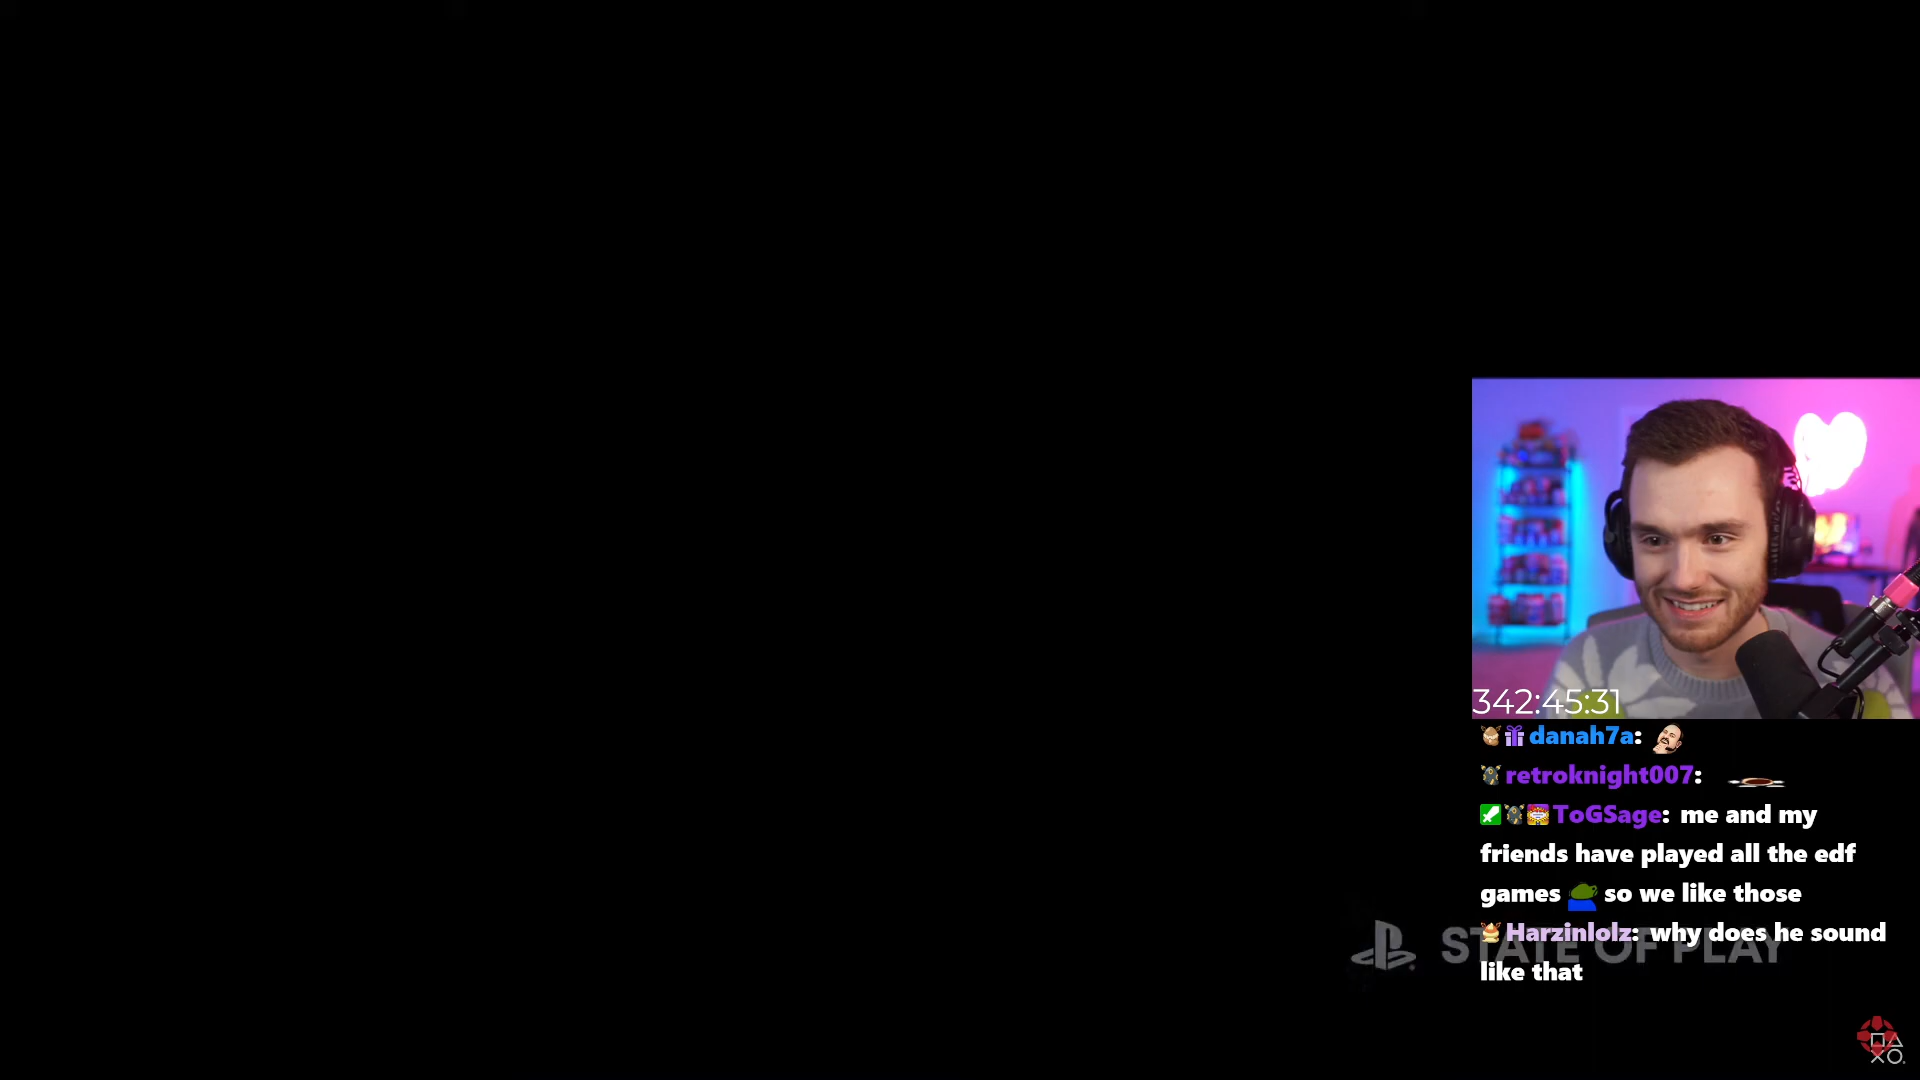 342:45:31
danah7a:
retroknight007:
ToGSage: me and my
friends have played all the edf
games so we like those
Harzinlolz: why does he sound
like that
STATE OF PLAY